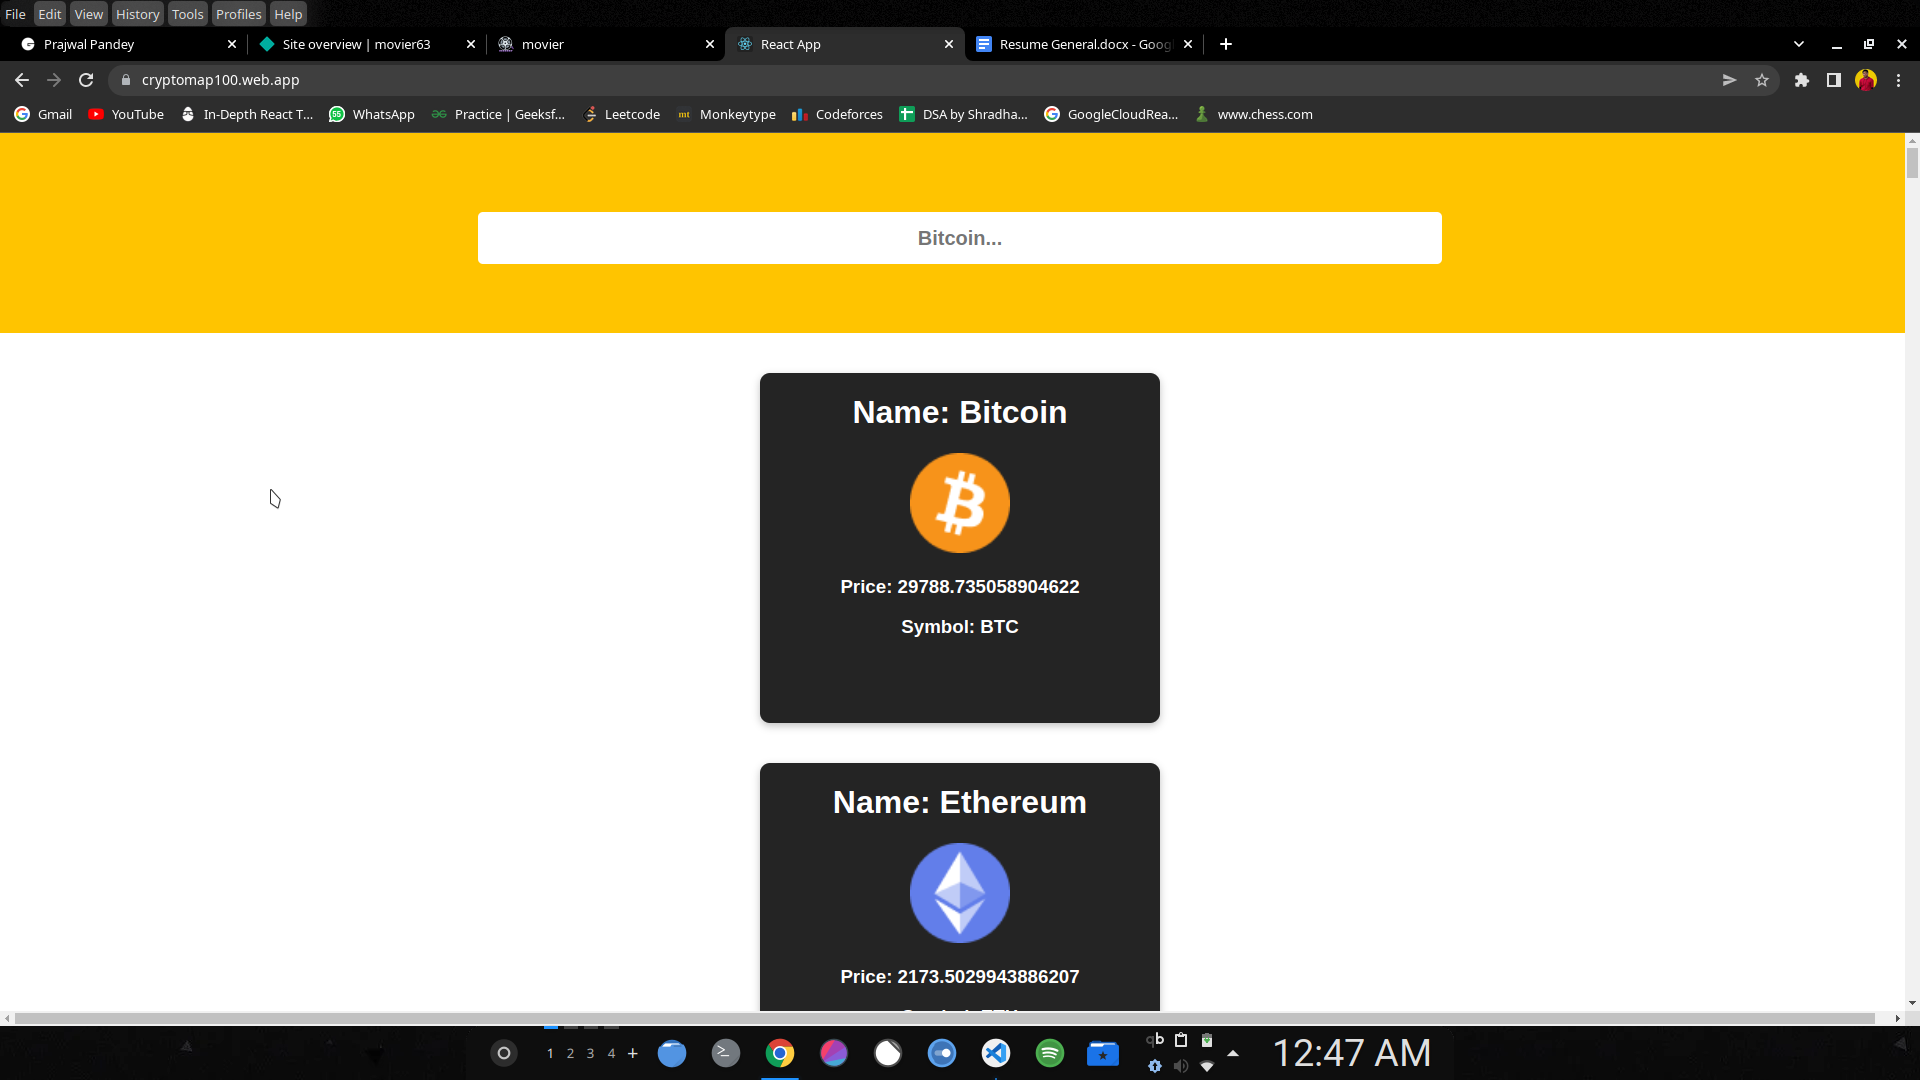 File Edit View History Tools Profiles Help
Prajwal Pandey
Site overview | movier63
movier
React App
Resume General.docx - Goog
cryptomap100.web.app
Gmail
YouTube
In-Depth React T...
WhatsApp
Practice | Geeksf...
Leetcode
mt
Monkeytype
Codeforces
DSA by Shradha...
GoogleCloudRea...
www.chess.com
Bitcoin...
Name: Bitcoin
Price: 29788.735058904622
Symbol: BTC
Name: Ethereum
Price: 2173.5029943886207
1 2 3 4 +
qb
12:47 AM